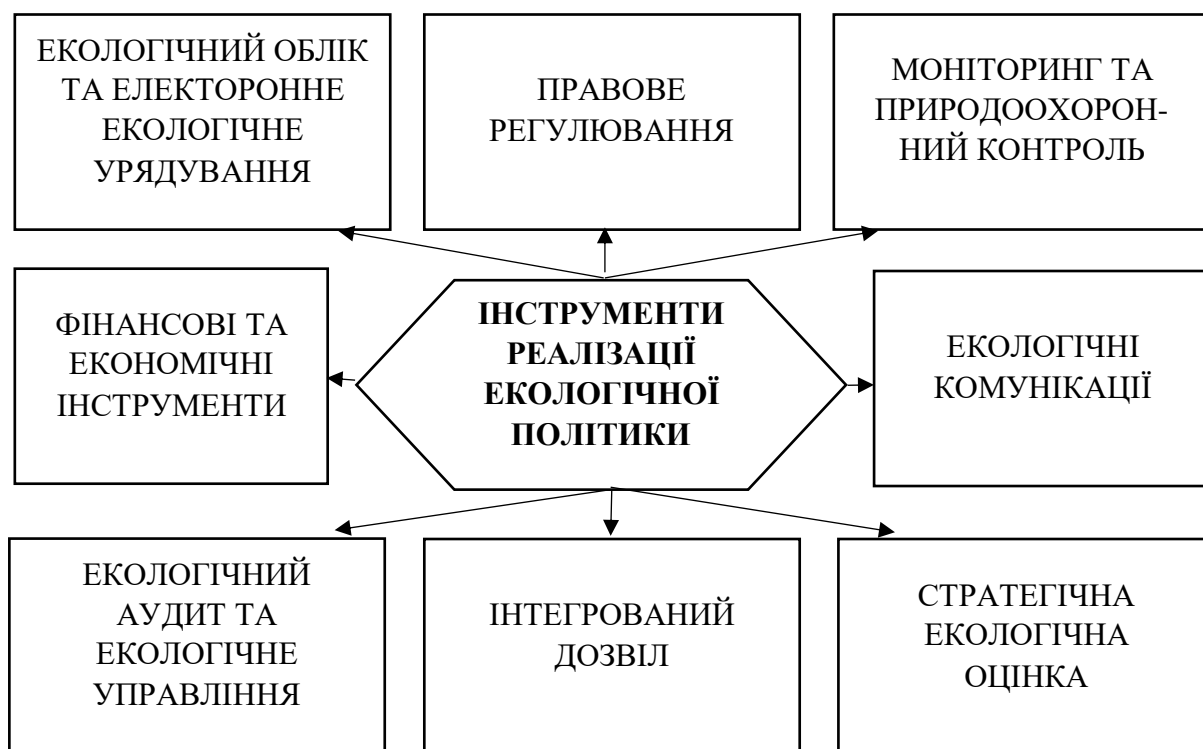 ЕКОЛОГІЧНИЙ ОБЛІК
ТА ЕЛЕКТОРОННЕ
ЕКОЛОГІЧНЕ
УРЯДУВАННЯ
ПРАВОВЕ
РЕГУЛЮВАННЯ
МОНІТОРИНГ ТА
ПРИРОДООХОРОН-
НИЙ КОНТРОЛЬ
ФІНАНСОВІ ТА
ЕКОНОМІЧНІ
ІНСТРУМЕНТИ
ІНСТРУМЕНТИ
РЕАЛІЗАЦІЇ
ЕКОЛОГІЧНОЇ
ПОЛІТИКИ
ЕКОЛОГІЧНІ
КОМУНІКАЦІЇ
ЕКОЛОГІЧНИЙ
АУДИТ ТА
ЕКОЛОГІЧНЕ
УПРАВЛІННЯ
ІНТЕГРОВАНИЙ
ДОЗВІЛ
СТРАТЕГІЧНА
ЕКОЛОГІЧНА
ОЦІНКА